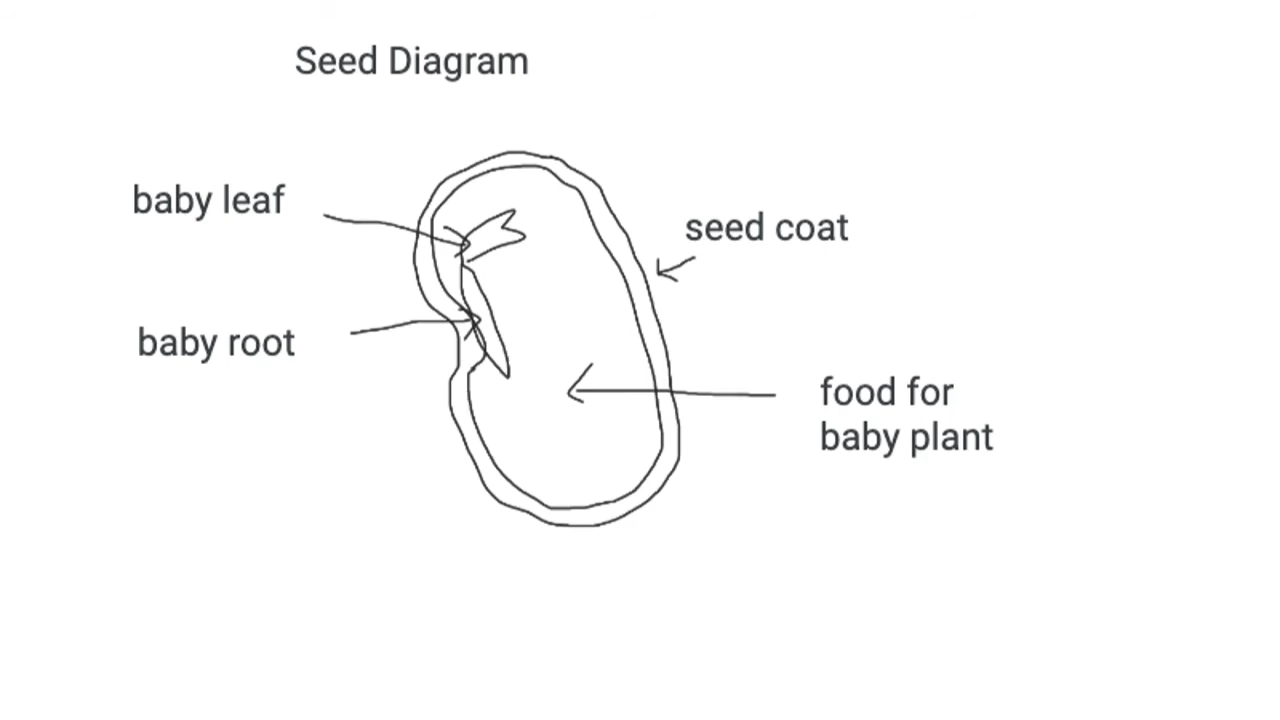 Seed Diagram
baby leaf
seed coat
baby root
food for
baby plant